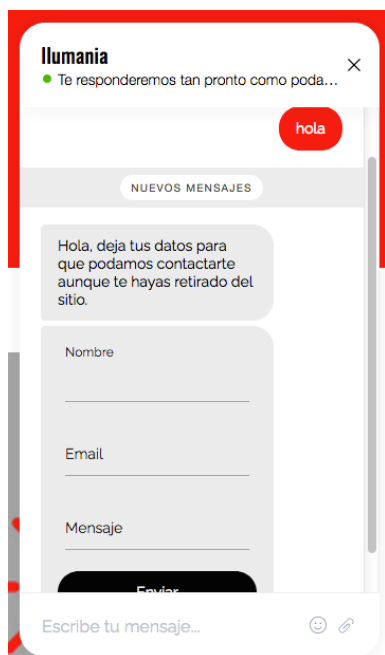 Ilumania
Te responderemos tan pronto como poda...
hola
NUEVOS MENSAJES
Hola, deja tus datos para
que podamos contactarte
aunque te hayas retirado del
sitio.
Nombre
Email
Mensaje
Enviar
Escribe tu mensaje...